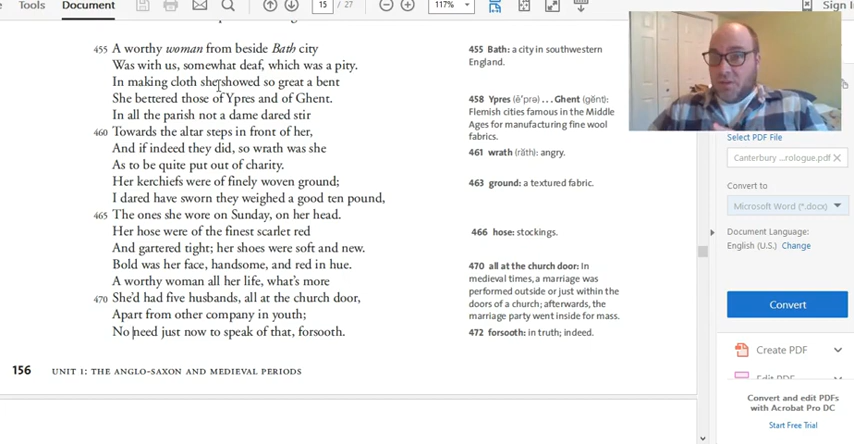 Tools Document 15 / 27 117% Sign I
455 A worthy woman from beside Bath city
Was with us, somewhat deaf, which was a pity.
In making cloth she showed so great a bent
She bettered those of Ypres and of Ghent.
In all the parish not a dame dared stir
460 Towards the altar steps in front of her,
And if indeed they did, so wrath was she
As to be quite put out of charity.
Her kerchiefs were of finely woven ground;
I dared have sworn they weighed a good ten pound,
465 The ones she wore on Sunday, on her head.
Her hose were of the finest scarlet red
And gartered tight; her shoes were soft and new.
Bold was her face, handsome, and red in hue.
A worthy woman all her life, what's more
470 She'd had five husbands, all at the church door,
Apart from other company in youth;
No need just now to speak of that, forsooth.
455 Bath: a city in southwestern
England.
458 Ypres (ē'prə) . . . Ghent (gĕnt):
Flemish cities famous in the Middle
Ages for manufacturing fine wool
fabrics.
461 wrath (răth): angry.
463 ground: a textured fabric.
466 hose: stockings.
470 all at the church door: In
medieval times, a marriage was
performed outside or just within the
doors of a church; afterwards, the
marriage party went inside for mass.
472 forsooth: in truth; indeed.
156 UNIT 1: THE ANGLO-SAXON AND MEDIEVAL PERIODS
Select PDF File
Canterbury ...rologue.pdf
Convert to
Microsoft Word (*.docx)
Document Language:
English (U.S.) Change
Convert
Create PDF
Edit PDF
Convert and edit PDFs
with Acrobat Pro DC
Start Free Trial